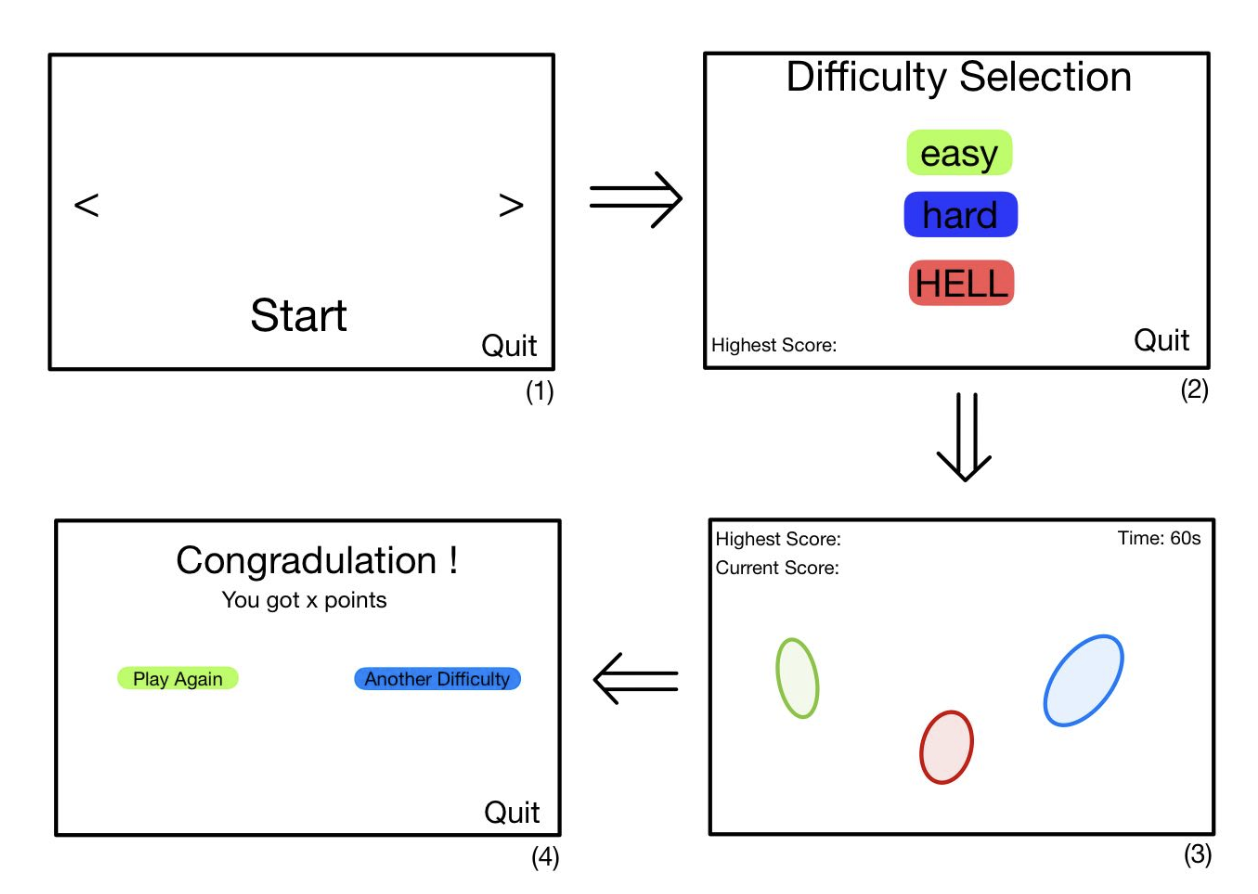 <
>
Start
Quit
(1)
Difficulty Selection
easy
hard
HELL
Highest Score:
Quit
(2)
Highest Score:
Time: 60s
Current Score:
(3)
Congradulation !
You got x points
Play Again
Another Difficulty
Quit
(4)